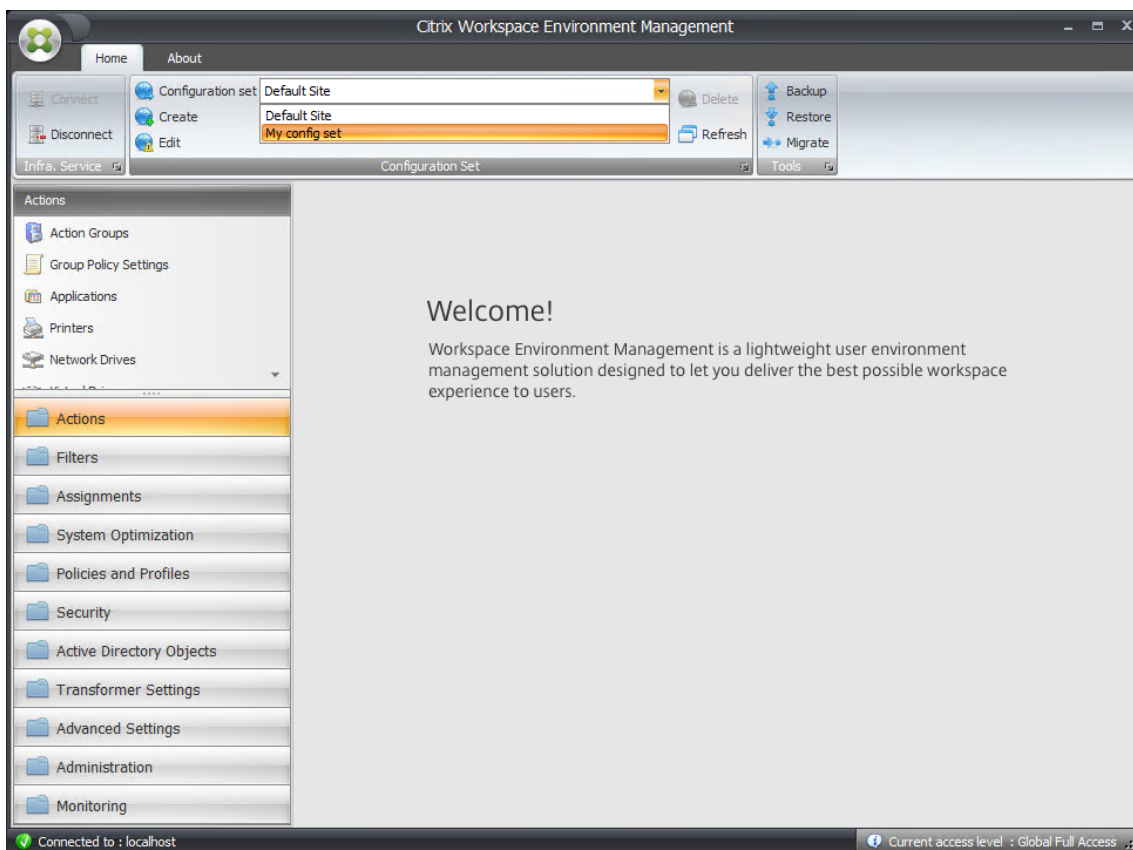 Citrix Workspace Environment Management
Home About
Connect
Disconnect
Infra. Service
Configuration set Default Site
Create
Edit
Default Site
My config set
Delete
Refresh
Configuration Set
Backup
Restore
Migrate
Tools
Actions
Action Groups
Group Policy Settings
Applications
Printers
Network Drives
Actions
Filters
Assignments
System Optimization
Policies and Profiles
Security
Active Directory Objects
Transformer Settings
Advanced Settings
Administration
Monitoring
Welcome!
Workspace Environment Management is a lightweight user environment
management solution designed to let you deliver the best possible workspace
experience to users.
Connected to : localhost
Current access level : Global Full Access